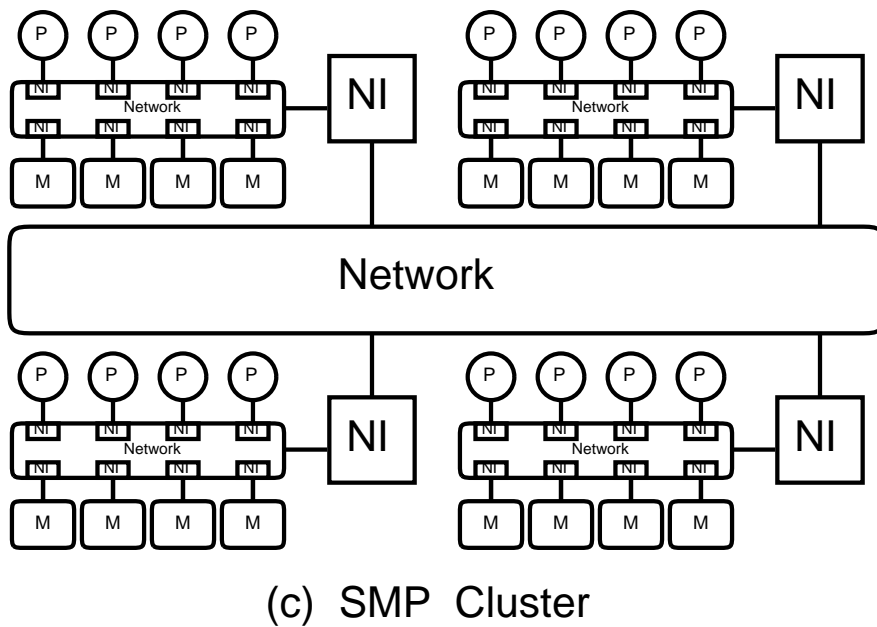 P P P P P P P P
NI NI NI NI NI NI NI NI NI NI
Network Network
NI NI NI NI NI NI NI NI
M M M M M M M M
Network
P P P P P P P P
NI NI NI NI NI NI NI NI
Network NI Network NI
NI NI NI NI NI NI NI NI
M M M M M M M M
(c) SMP Cluster